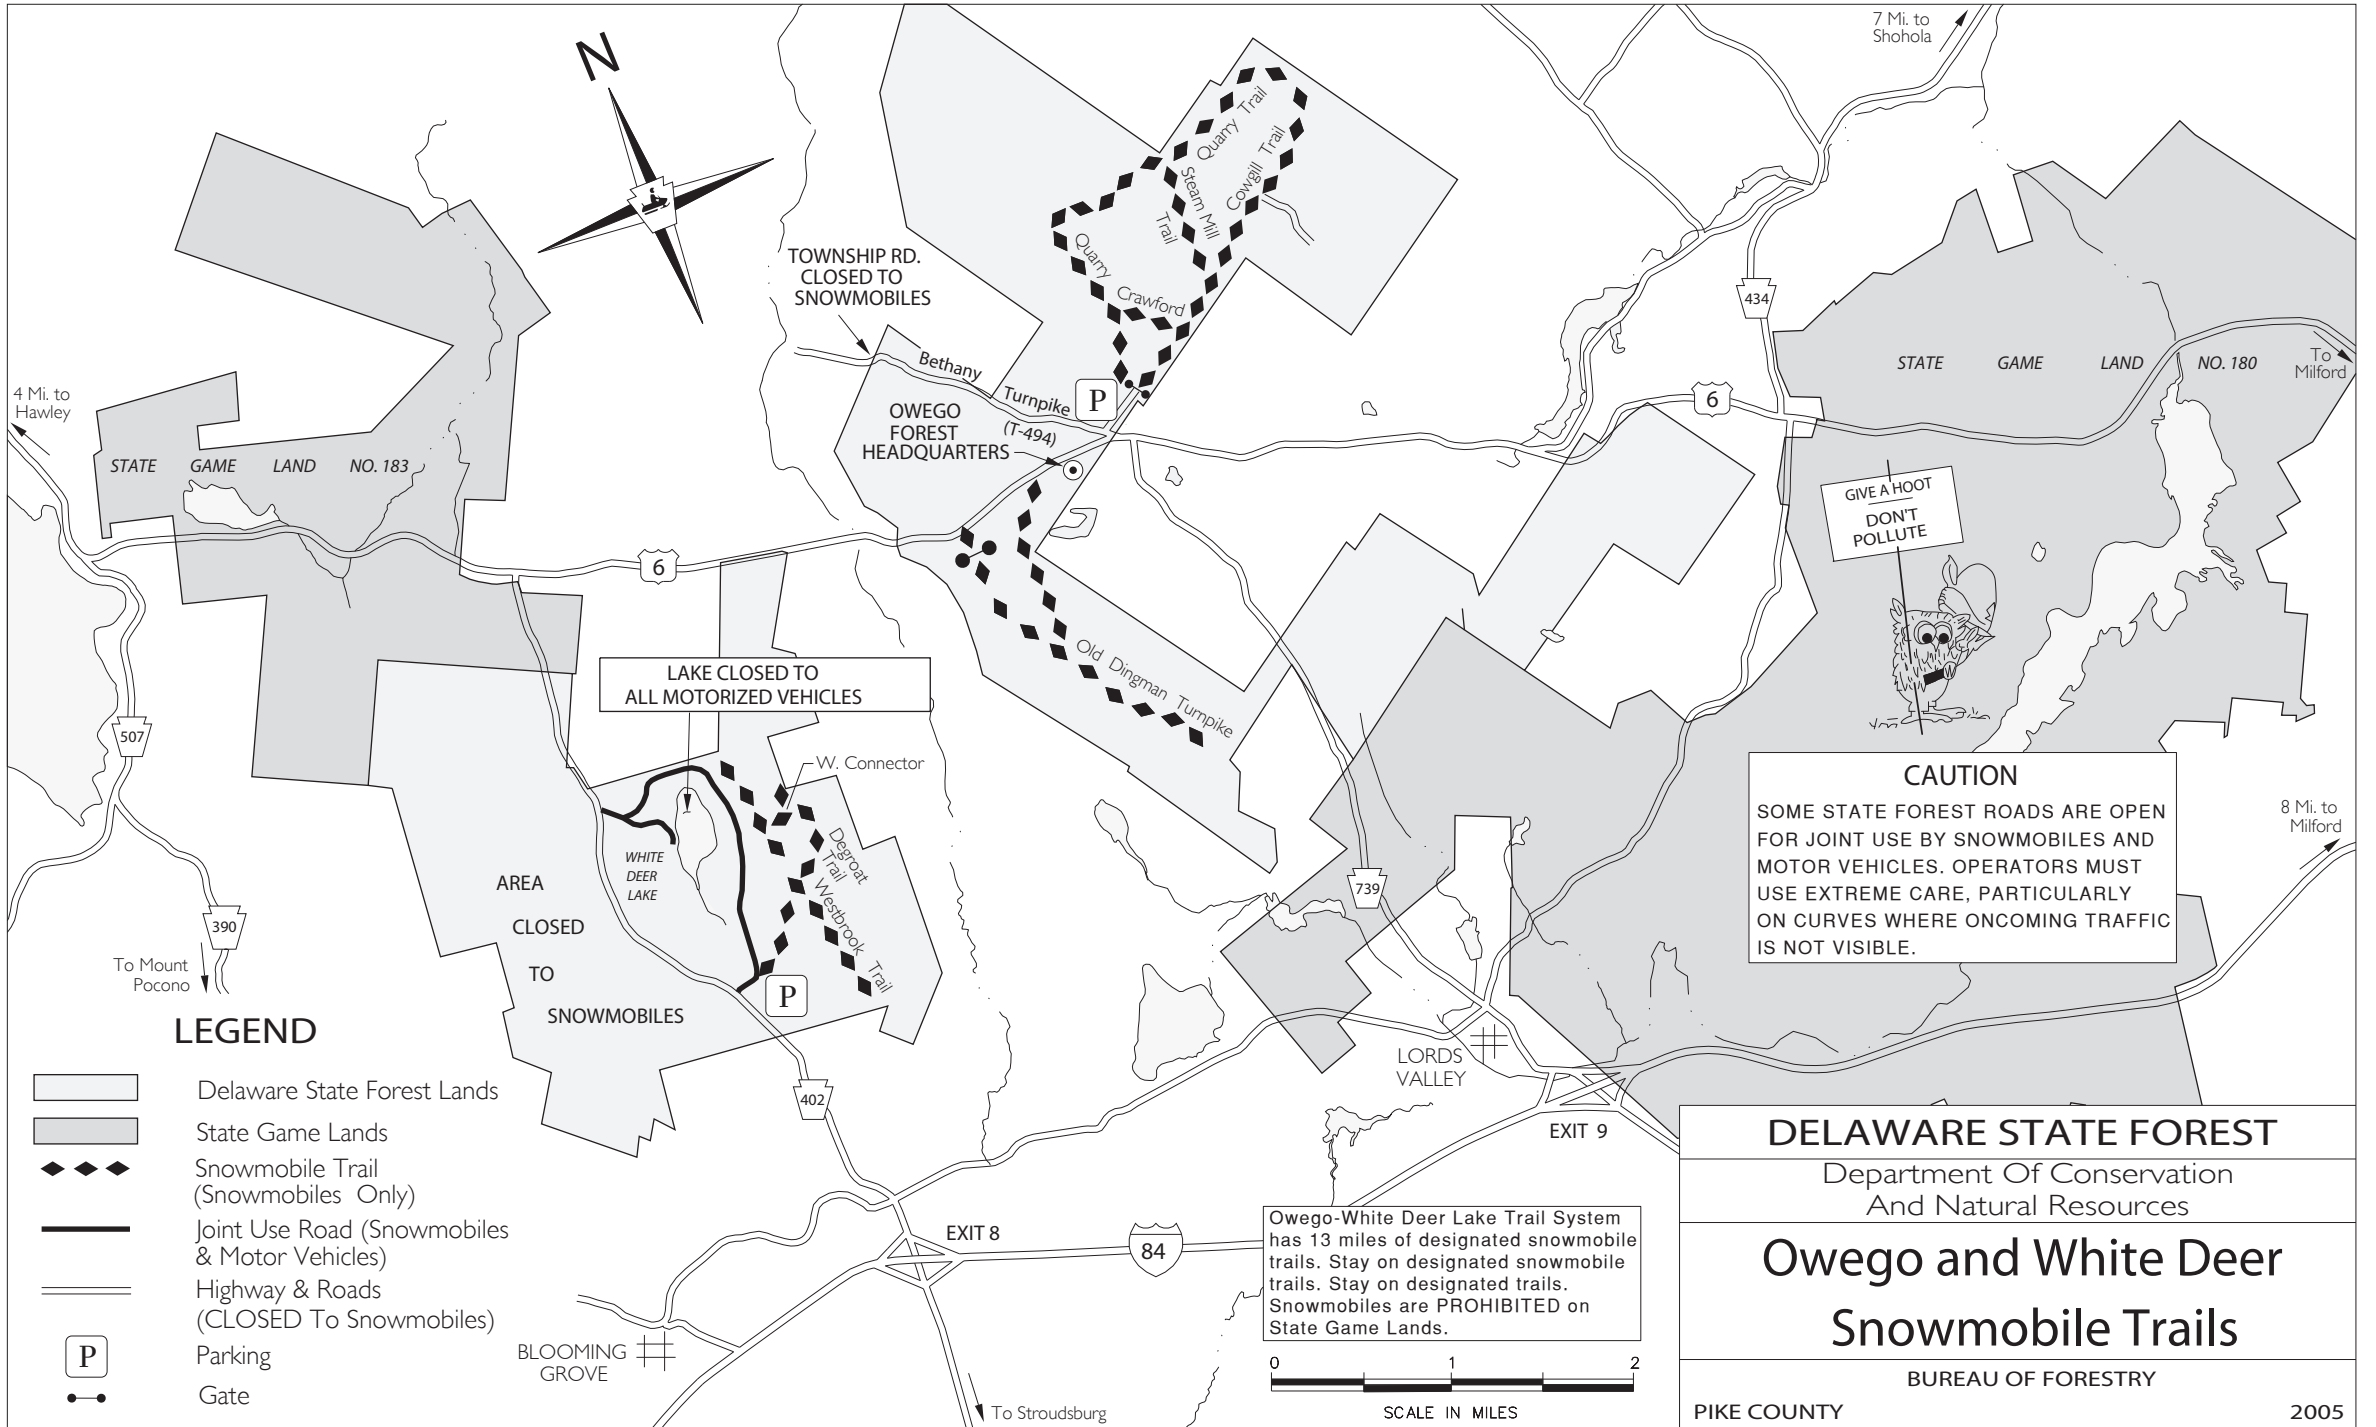 7 Mi. to
Shohola
N
Quarry Trail
Cowgill Trail
Steam Mill
Trail
Quarry
Crawford
TOWNSHIP RD.
CLOSED TO
SNOWMOBILES
Bethany
Turnpike
(T-494)
P
OWEGO
FOREST
HEADQUARTERS
434
6
STATE GAME LAND NO. 180
To
Milford
4 Mi. to
Hawley
STATE GAME LAND NO. 183
6
GIVE A HOOT
DON'T
POLLUTE
Old Dingman Turnpike
LAKE CLOSED TO
ALL MOTORIZED VEHICLES
507
W. Connector
Degroat
Trail
Westbrook Trail
WHITE
DEER
LAKE
AREA
CLOSED
TO
SNOWMOBILES
P
739
390
To Mount
Pocono
CAUTION
SOME STATE FOREST ROADS ARE OPEN
FOR JOINT USE BY SNOWMOBILES AND
MOTOR VEHICLES. OPERATORS MUST
USE EXTREME CARE, PARTICULARLY
ON CURVES WHERE ONCOMING TRAFFIC
IS NOT VISIBLE.
8 Mi. to
Milford
LORDS
VALLEY
402
EXIT 9
EXIT 8
84
BLOOMING
GROVE
To Stroudsburg
LEGEND
Delaware State Forest Lands
State Game Lands
Snowmobile Trail
(Snowmobiles Only)
Joint Use Road (Snowmobiles
& Motor Vehicles)
Highway & Roads
(CLOSED To Snowmobiles)
P Parking
Gate
Owego-White Deer Lake Trail System
has 13 miles of designated snowmobile
trails. Stay on designated snowmobile
trails. Stay on designated trails.
Snowmobiles are PROHIBITED on
State Game Lands.
0 1 2
SCALE IN MILES
DELAWARE STATE FOREST
Department Of Conservation
And Natural Resources
Owego and White Deer
Snowmobile Trails
BUREAU OF FORESTRY
PIKE COUNTY 2005